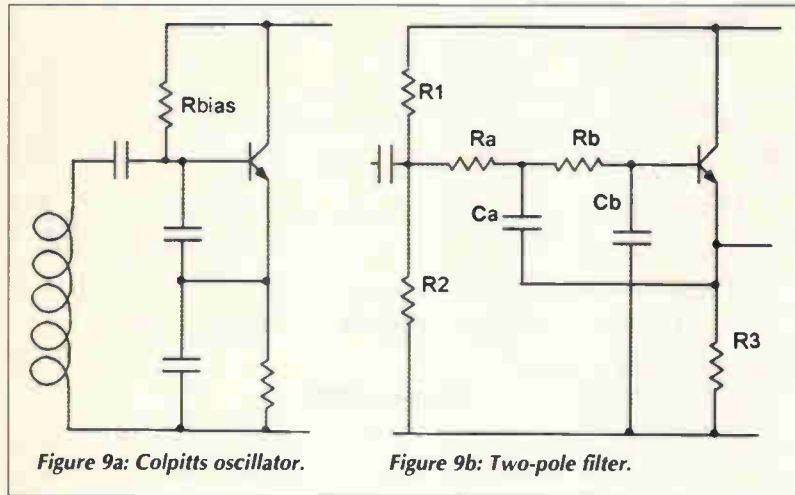 Rbias
R1
Ra
Rb
Ca
Cb
R2
R3
Figure 9a: Colpitts oscillator.
Figure 9b: Two-pole filter.